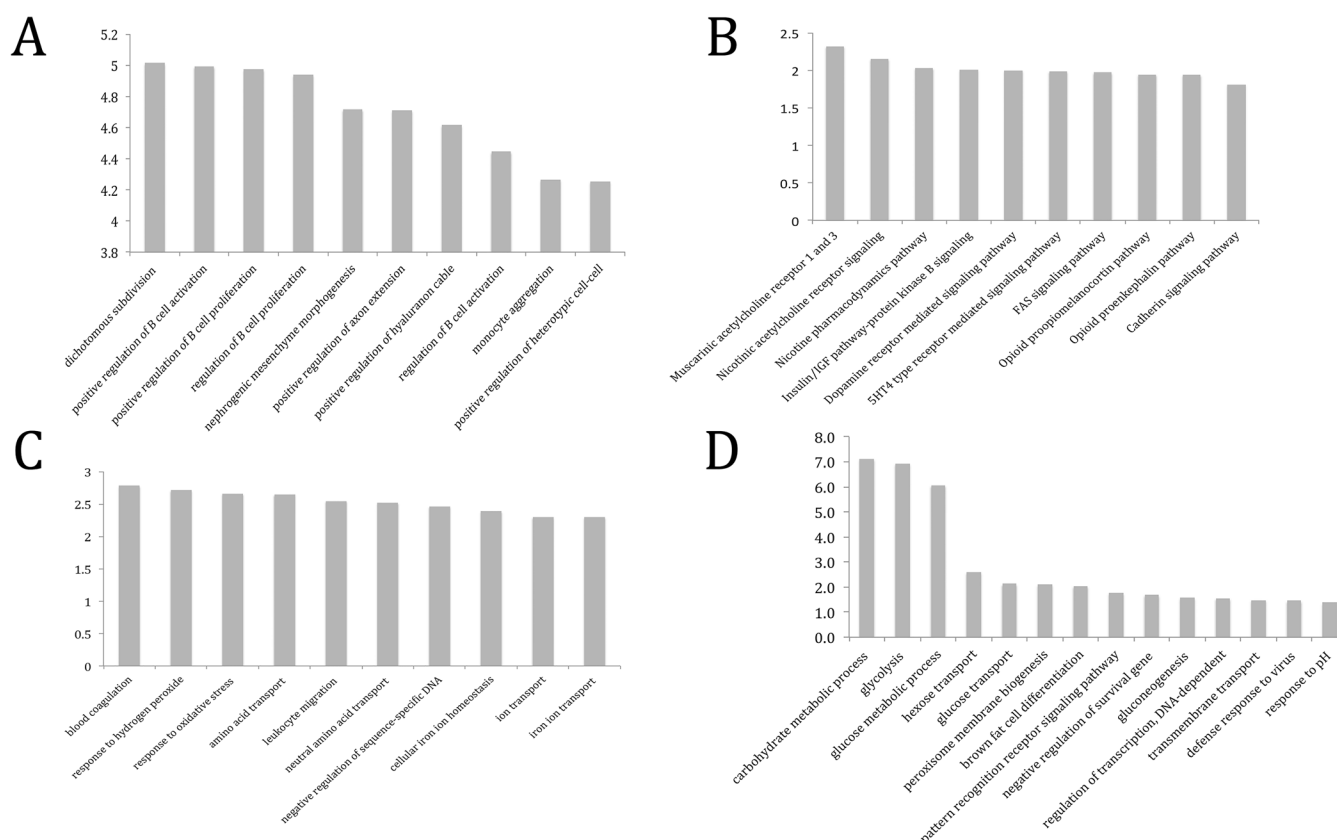 A
5.2
5
4.8
4.6
4.4
4.2
4
3.8
dichotomous subdivision
positive regulation of B cell activation
positive regulation of B cell proliferation
regulation of B cell proliferation
nephrogenic mesenchyme morphogenesis
positive regulation of axon extension
positive regulation of hyaluranon cable
regulation of B cell activation
monocyte aggregation
positive regulation of heterotypic cell-cell
B
2.5
2
1.5
1
0.5
0
Muscarinic acetylcholine receptor 1 and 3
Nicotinic acetylcholine receptor signaling
Nicotine pharmacodynamics pathway
Insulin/IGF pathway-protein kinase B signaling
Dopamine receptor mediated signaling pathway
5HT4 type receptor mediated signaling pathway
FAS signaling pathway
Opioid proopiomelanocortin pathway
Opioid proenkephalin pathway
Cadherin signaling pathway
C
3
2.5
2
1.5
1
0.5
0
blood coagulation
response to hydrogen peroxide
response to oxidative stress
amino acid transport
leukocyte migration
neutral amino acid transport
negative regulation of sequence-specific DNA
cellular iron ion homeostasis
ion transport
iron ion transport
D
8.0
7.0
6.0
5.0
4.0
3.0
2.0
1.0
0.0
carbohydrate metabolic process
glycolysis
glucose metabolic process
hexose transport
glucose transport
peroxisome membrane biogenesis
brown fat cell differentiation
pattern recognition receptor signaling pathway
negative regulation of survival gene
gluconeogenesis
regulation of transcription, DNA-dependent
transmembrane transport
defense response to virus
response to pH